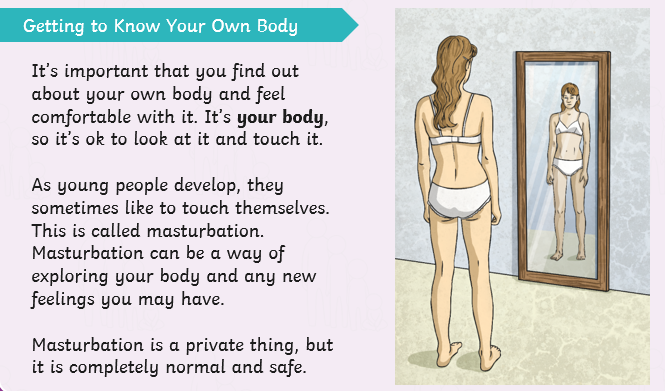 Getting to Know Your Own Body
It's important that you find out
about your own body and feel
comfortable with it. It's your body,
so it's ok to look at it and touch it.
As young people develop, they
sometimes like to touch themselves.
This is called masturbation.
Masturbation can be a way of
exploring your body and any new
feelings you may have.
Masturbation is a private thing, but
it is completely normal and safe.